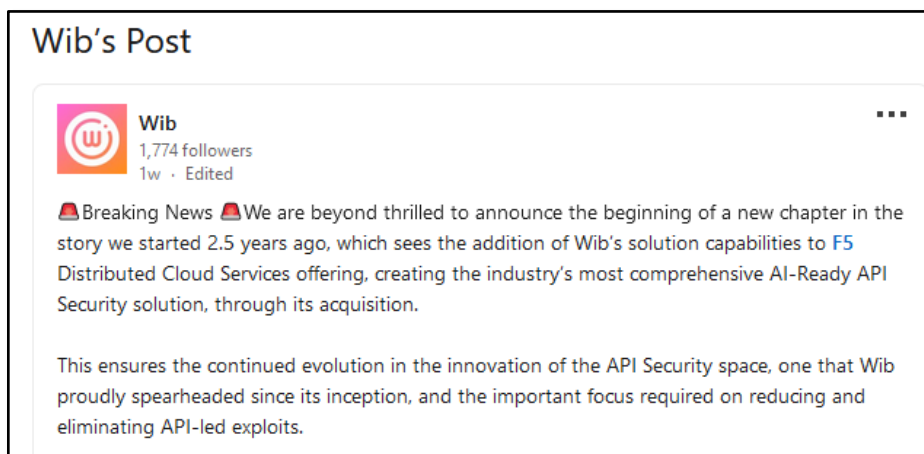 Wib's Post
Wib
1,774 followers
1w · Edited
🚨Breaking News 🚨We are beyond thrilled to announce the beginning of a new chapter in the
story we started 2.5 years ago, which sees the addition of Wib's solution capabilities to F5
Distributed Cloud Services offering, creating the industry's most comprehensive AI-Ready API
Security solution, through its acquisition.
This ensures the continued evolution in the innovation of the API Security space, one that Wib
proudly spearheaded since its inception, and the important focus required on reducing and
eliminating API-led exploits.